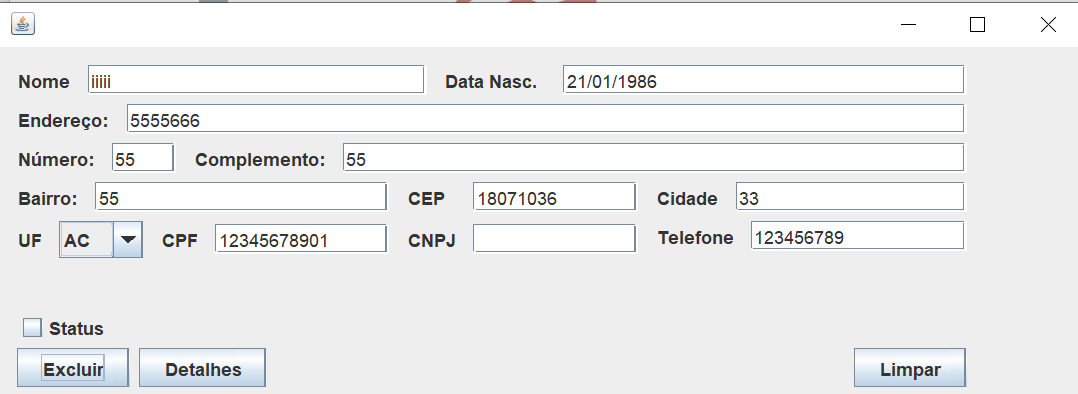 Nome iiiii Data Nasc. 21/01/1986
Endereço: 5555666
Número: 55 Complemento: 55
Bairro: 55 CEP 18071036 Cidade 33
UF AC CPF 12345678901 CNPJ Telefone 123456789
Status
Excluir Detalhes Limpar